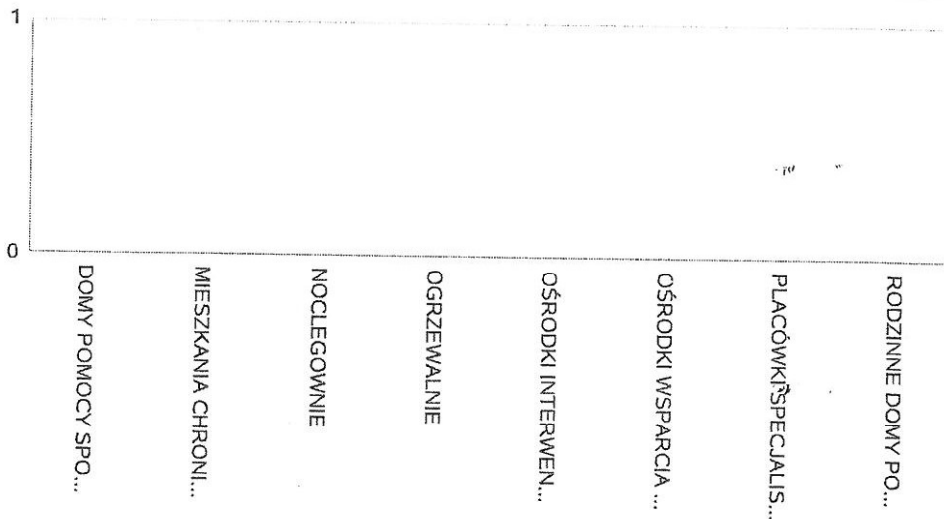 1
0
DOMY POMOCY SPO...
MIESZKANIA CHRONI...
NOCLEGOWNIE
OGRZEWALNIE
OŚRODKI INTERWEN...
OŚRODKI WSPARCIA ...
PLACÓWKI SPECJALIS...
RODZINNE DOMY PO...